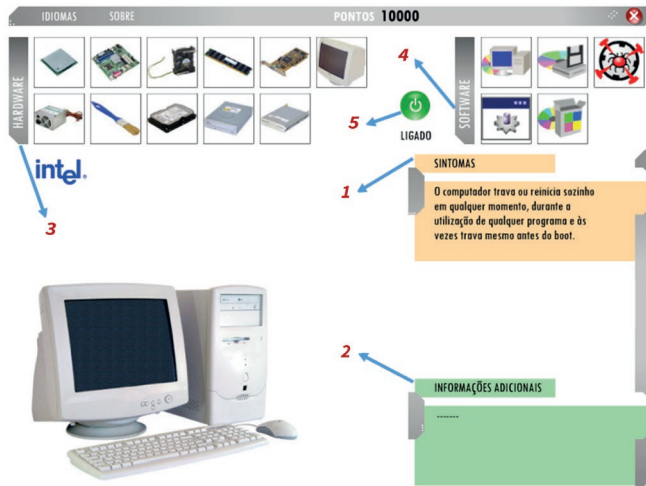 IDIOMAS SOBRE PONTOS 10000
HARDWARE
4
SOFTWARE
5
LIGADO
intel.
3
1
SINTOMAS
O computador trava ou reinicia sozinho
em qualquer momento, durante a
utilização de qualquer programa e às
vezes trava mesmo antes do boot.
2
INFORMAÇÕES ADICIONAIS
-------